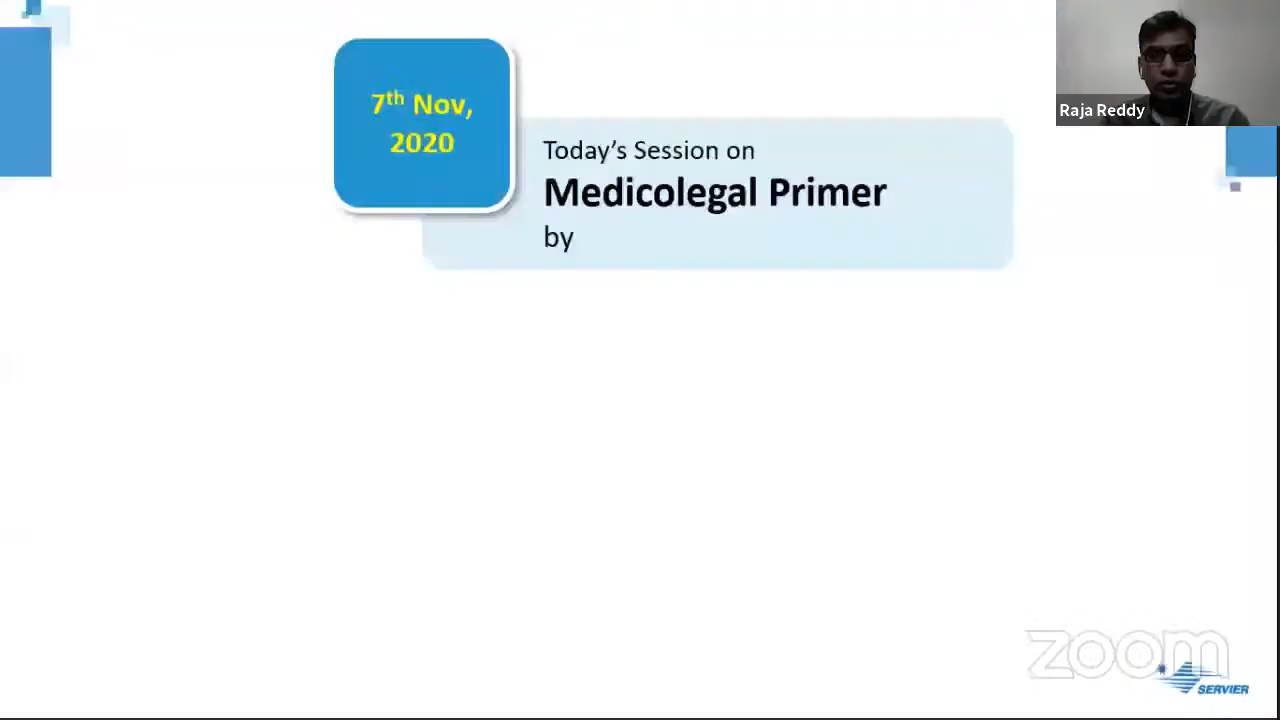 7th Nov,
2020
Today's Session on
Medicolegal Primer
by
Raja Reddy
zoom
SERVIER